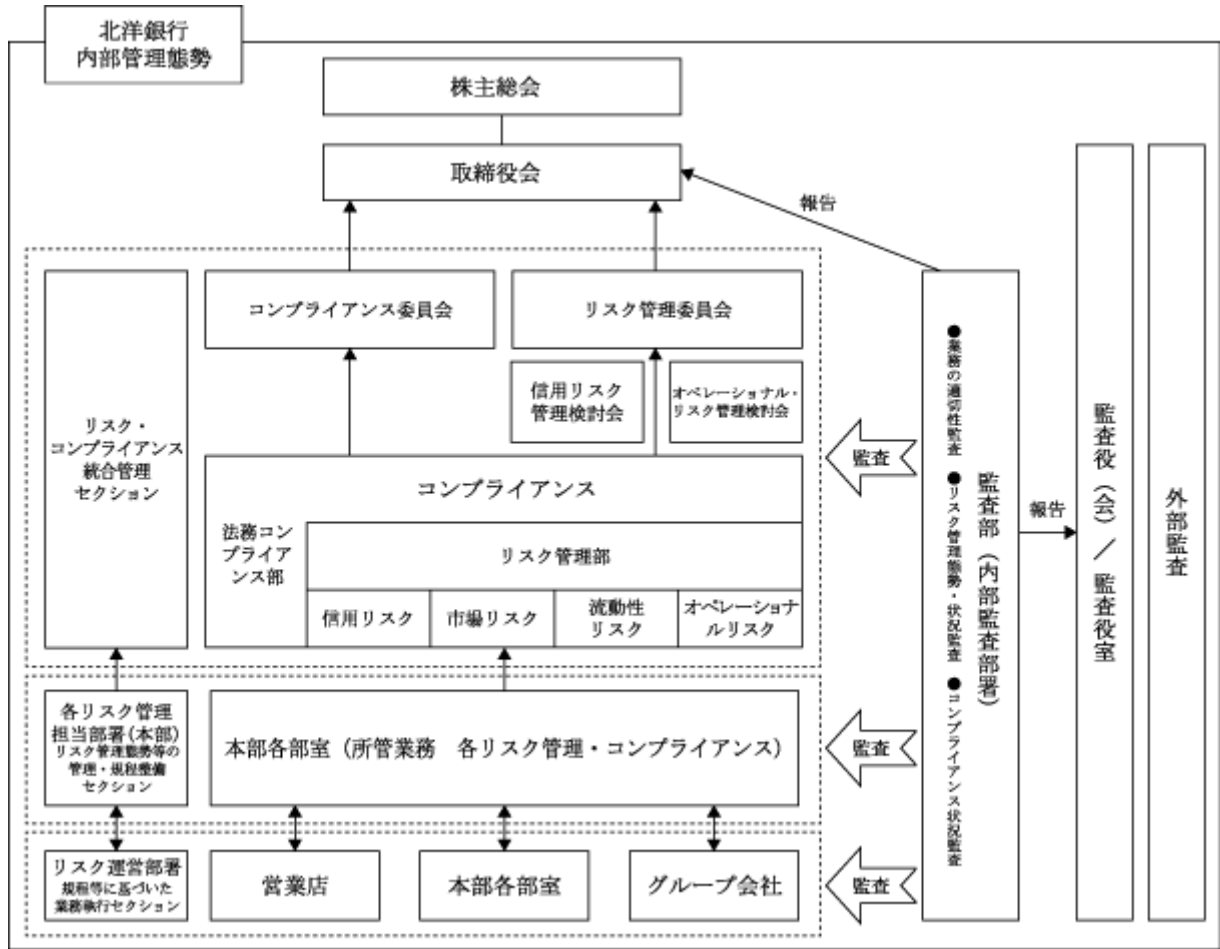 北洋銀行
内部管理態勢
株主総会
取締役会
報告
コンプライアンス委員会
リスク管理委員会
信用リスク
管理検討会
オペレーショナル・
リスク管理検討会
リスク・
コンプライアンス
統合管理
セクション
コンプライアンス
法務コン
プライア
ンス部
リスク管理部
信用リスク
市場リスク
流動性
リスク
オペレーショナ
ルリスク
監査
各リスク管理
担当部署(本部)
リスク管理態勢等の
管理・規程整備
セクション
本部各部室（所管業務　各リスク管理・コンプライアンス）
監査
リスク運営部署
規程等に基づいた
業務執行セクション
営業店
本部各部室
グループ会社
監査
●業務の適切性監査　●リスク管理態勢・状況監査　●コンプライアンス状況監査
監査部（内部監査部署）
報告
監査役（会）／監査役室
外部監査